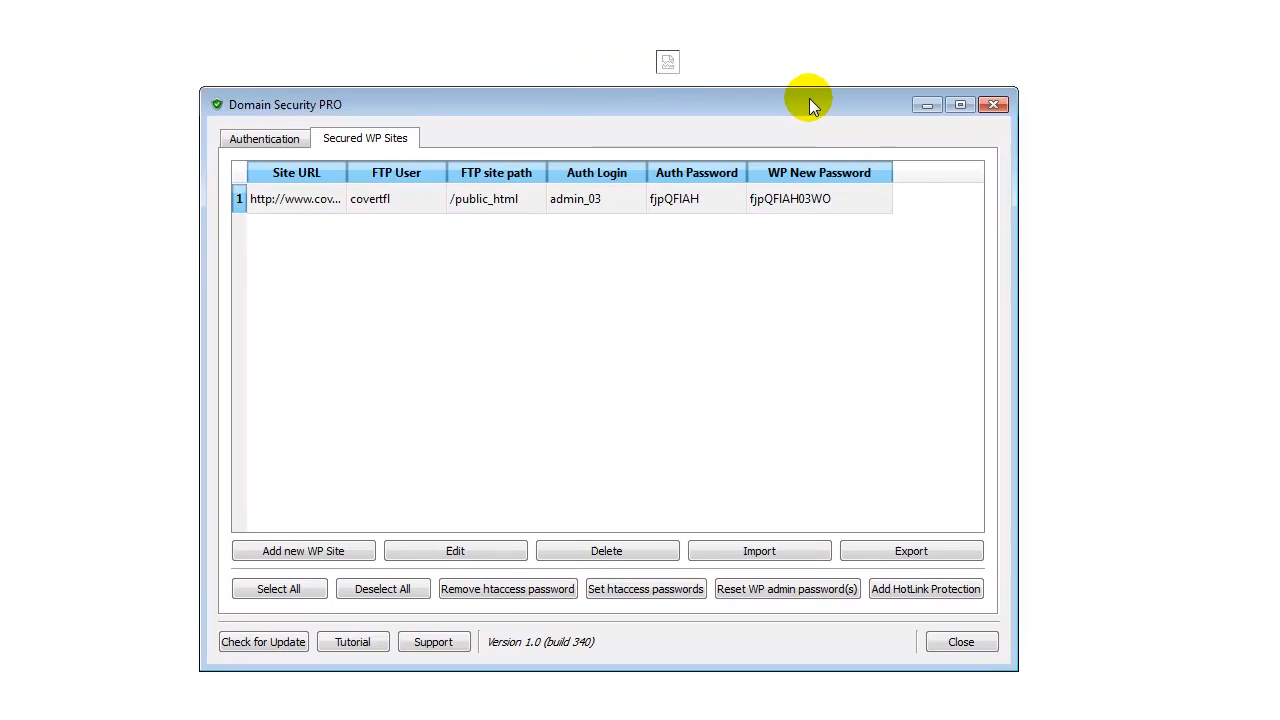 Domain Security PRO
Authentication Secured WP Sites
Site URL FTP User FTP site path Auth Login Auth Password WP New Password
1 http://www.cov... covertfl /public_html admin_03 fjpQFIAH fjpQFIAH03WO
Add new WP Site Edit Delete Import Export
Select All Deselect All Remove htaccess password Set htaccess passwords Reset WP admin password(s) Add HotLink Protection
Check for Update Tutorial Support Version 1.0 (build 340) Close